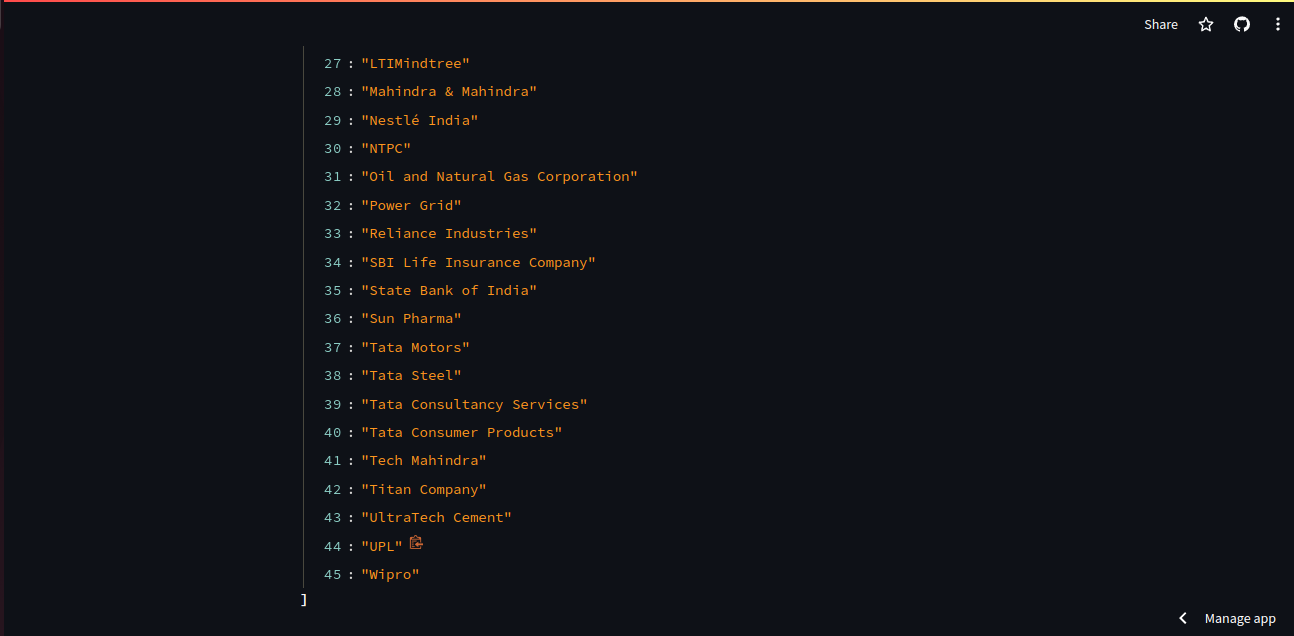 Share
27 : "LTIMindtree"
28 : "Mahindra & Mahindra"
29 : "Nestlé India"
30 : "NTPC"
31 : "Oil and Natural Gas Corporation"
32 : "Power Grid"
33 : "Reliance Industries"
34 : "SBI Life Insurance Company"
35 : "State Bank of India"
36 : "Sun Pharma"
37 : "Tata Motors"
38 : "Tata Steel"
39 : "Tata Consultancy Services"
40 : "Tata Consumer Products"
41 : "Tech Mahindra"
42 : "Titan Company"
43 : "UltraTech Cement"
44 : "UPL"
45 : "Wipro"
]
Manage app